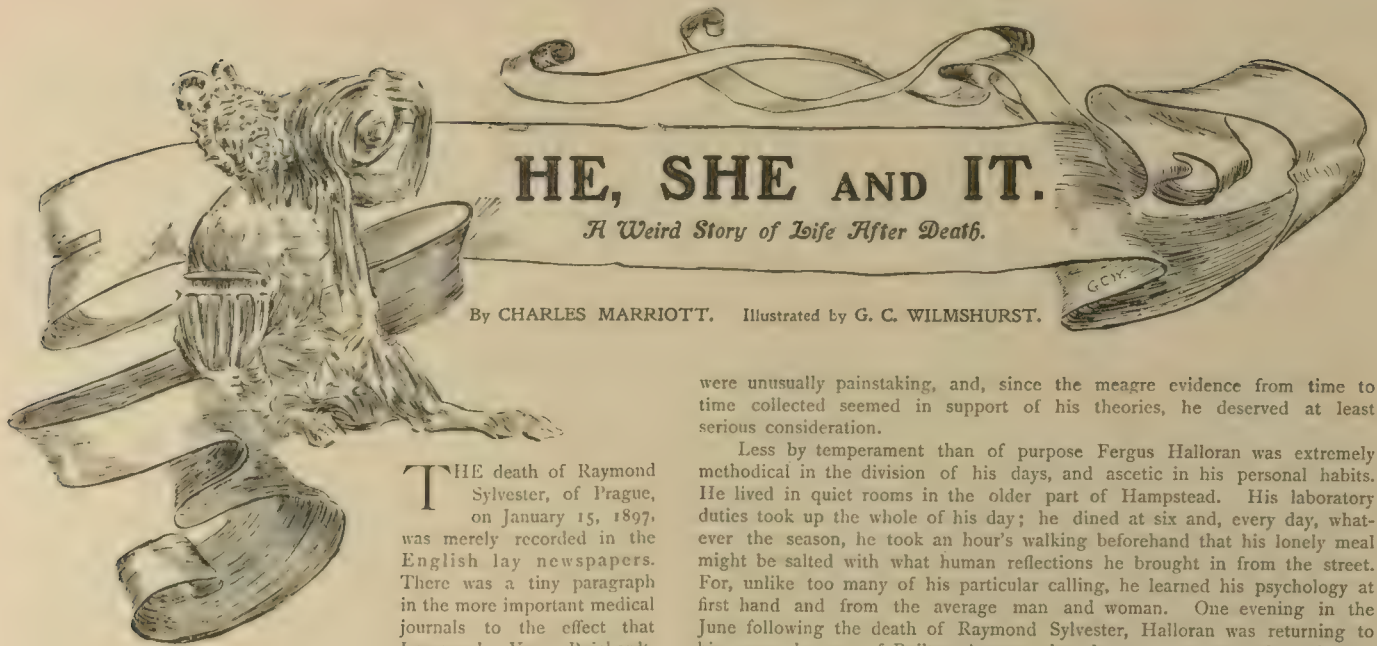 HE, SHE AND IT.
A Weird Story of Life After Death.
G.C.W.
By CHARLES MARRIOTT. Illustrated by G. C. WILMSHURST.
THE death of Raymond
Sylvester, of Prague,
on January 15, 1897,
was merely recorded in the
English lay newspapers.
There was a tiny paragraph
in the more important medical
journals to the effect that
were unusually painstaking, and, since the meagre evidence from time to
time collected seemed in support of his theories, he deserved at least
serious consideration.
Less by temperament than of purpose Fergus Halloran was extremely
methodical in the division of his days, and ascetic in his personal habits.
He lived in quiet rooms in the older part of Hampstead. His laboratory
duties took up the whole of his day; he dined at six and, every day, what-
ever the season, he took an hour's walking beforehand that his lonely meal
might be salted with what human reflections he brought in from the street.
For, unlike too many of his particular calling, he learned his psychology at
first hand and from the average man and woman. One evening in the
June following the death of Raymond Sylvester, Halloran was returning to